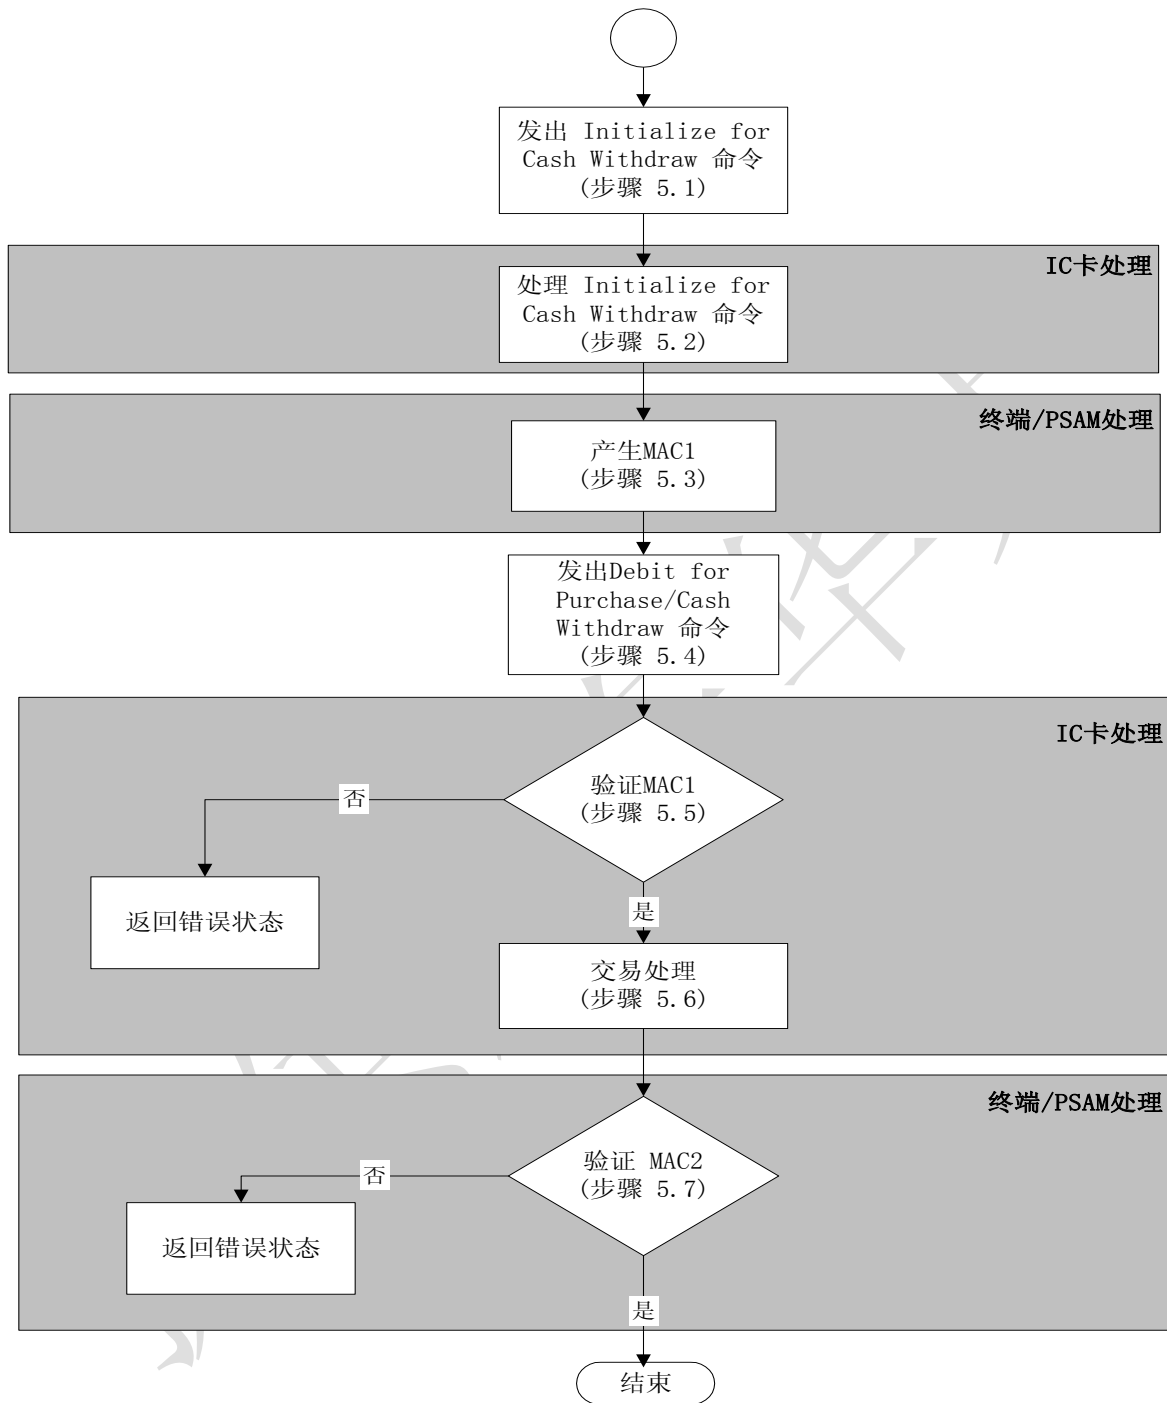 发出 Initialize for
Cash Withdraw 命令
(步骤 5.1)
IC卡处理
处理 Initialize for
Cash Withdraw 命令
(步骤 5.2)
终端/PSAM处理
产生MAC1
(步骤 5.3)
发出Debit for
Purchase/Cash
Withdraw 命令
(步骤 5.4)
IC卡处理
验证MAC1
(步骤 5.5)
否
返回错误状态
是
交易处理
(步骤 5.6)
终端/PSAM处理
验证 MAC2
(步骤 5.7)
否
返回错误状态
是
结束